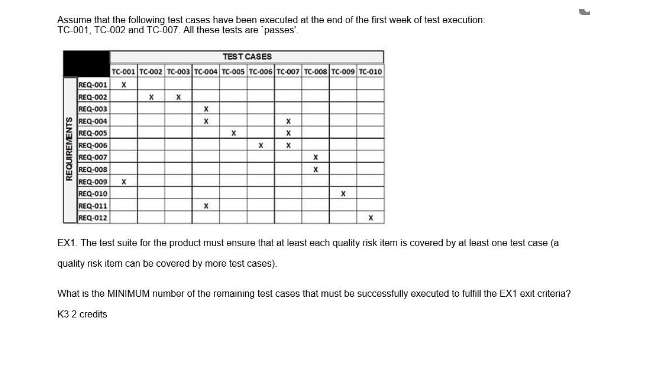 Assume that the following test cases have been executed at the end of the first week of test execution:
TC-001, TC-002 and TC-007. All these tests are `passes'.
TEST CASES
TC-001 TC-002 TC-003 TC-004 TC-005 TC-006 TC-007 TC-008 TC-009 TC-010
REQUIREMENTS
REQ-001 X
REQ-002 X X
REQ-003 X
REQ-004 X X
REQ-005 X X
REQ-006 X X
REQ-007 X
REQ-008 X
REQ-009 X
REQ-010 X
REQ-011 X
REQ-012 X
EX1. The test suite for the product must ensure that at least each quality risk item is covered by at least one test case (a
quality risk item can be covered by more test cases).
What is the MINIMUM number of the remaining test cases that must be successfully executed to fulfill the EX1 exit criteria?
K3 2 credits